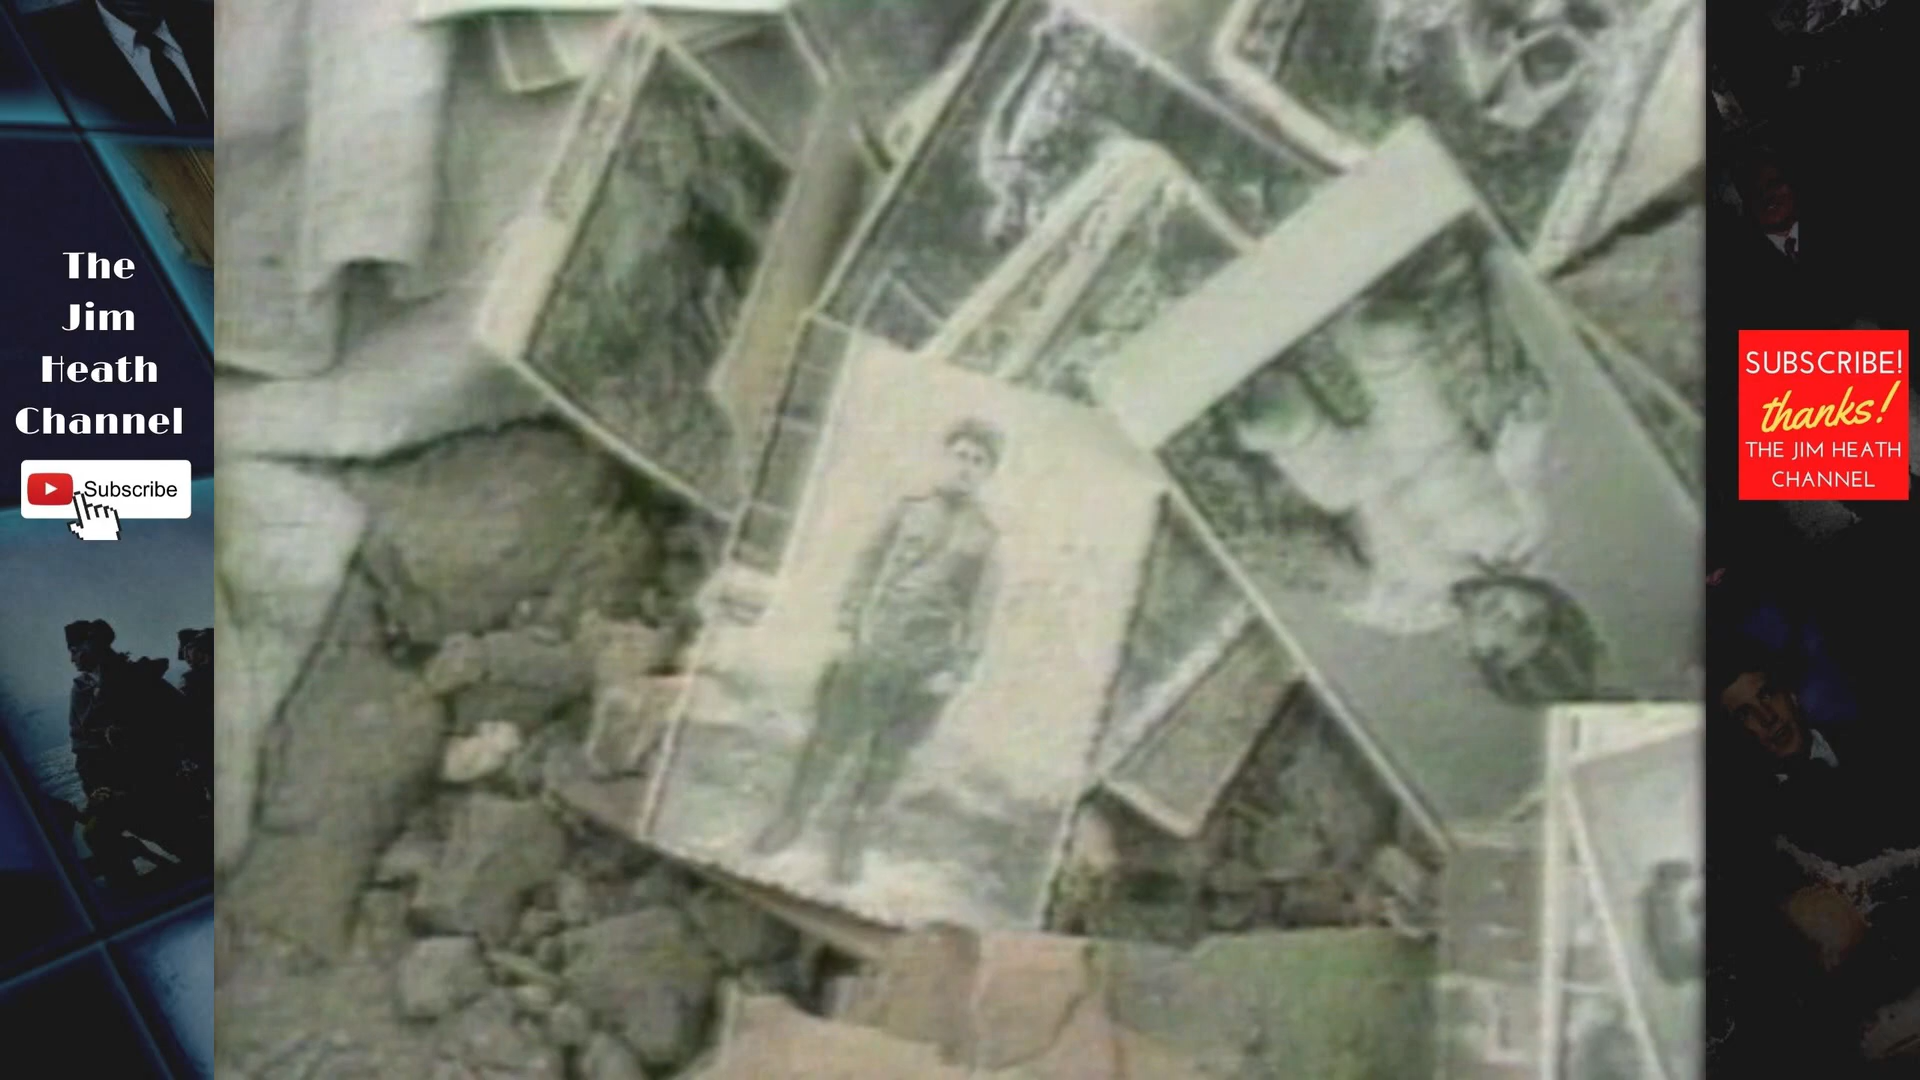 The
Jim
Heath
Channel
Subscribe
SUBSCRIBE!
thanks!
THE JIM HEATH
CHANNEL